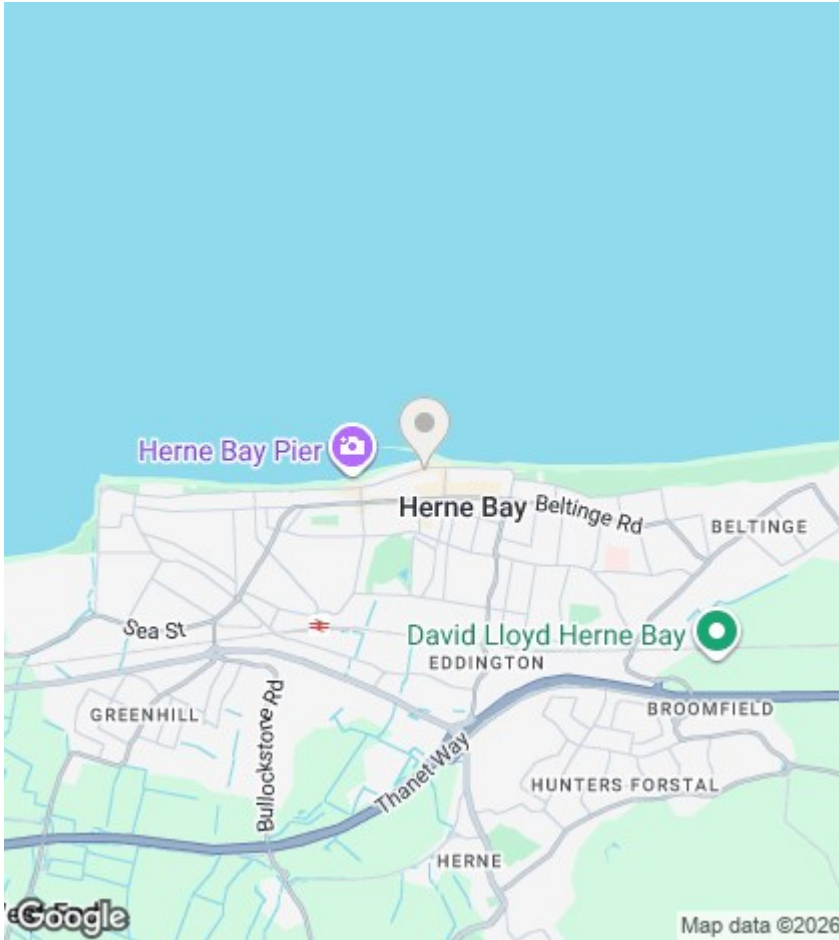 Herne Bay Pier
Herne Bay
Beltinge Rd
BELTINGE
Sea St
David Lloyd Herne Bay
EDDINGTON
GREENHILL
Bullockstone Rd
BROOMFIELD
Thanet Way
HUNTERS FORSTAL
HERNE
Google
Map data ©2026